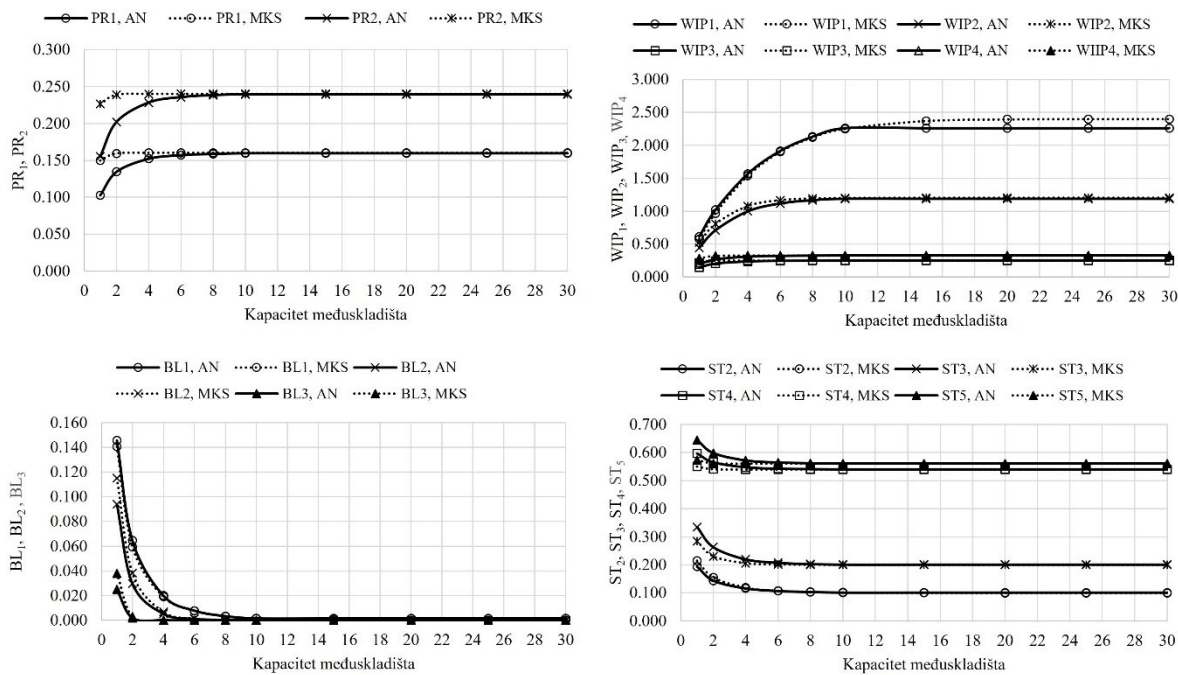 PR1, AN PR1, MKS PR2, AN PR2, MKS
0.300
0.250
0.200
0.150
0.100
0.050
0.000
PR1, PR2
0 2 4 6 8 10 12 14 16 18 20 22 24 26 28 30
Kapacitet međuskladišta
WIP1, AN WIP1, MKS WIP2, AN WIP2, MKS
WIP3, AN WIP3, MKS WIP4, AN WIIP4, MKS
3.000
2.500
2.000
1.500
1.000
0.500
0.000
WIP1, WIP2, WIP3, WIP4
0 2 4 6 8 10 12 14 16 18 20 22 24 26 28 30
Kapacitet međuskladišta
BL1, AN BL1, MKS BL2, AN
BL2, MKS BL3, AN BL3, MKS
0.160
0.140
0.120
0.100
0.080
0.060
0.040
0.020
0.000
BL1, BL2, BL3
0 2 4 6 8 10 12 14 16 18 20 22 24 26 28 30
Kapacitet međuskladišta
ST2, AN ST2, MKS ST3, AN ST3, MKS
ST4, AN ST4, MKS ST5, AN ST5, MKS
0.700
0.600
0.500
0.400
0.300
0.200
0.100
0.000
ST2, ST3, ST4, ST5
0 2 4 6 8 10 12 14 16 18 20 22 24 26 28 30
Kapacitet međuskladišta